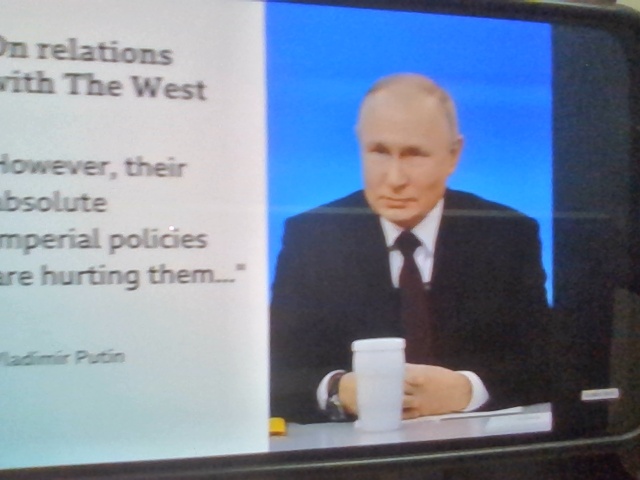 On relations
with The West
However, their
absolute
imperial policies
are hurting them..."
Vladimir Putin